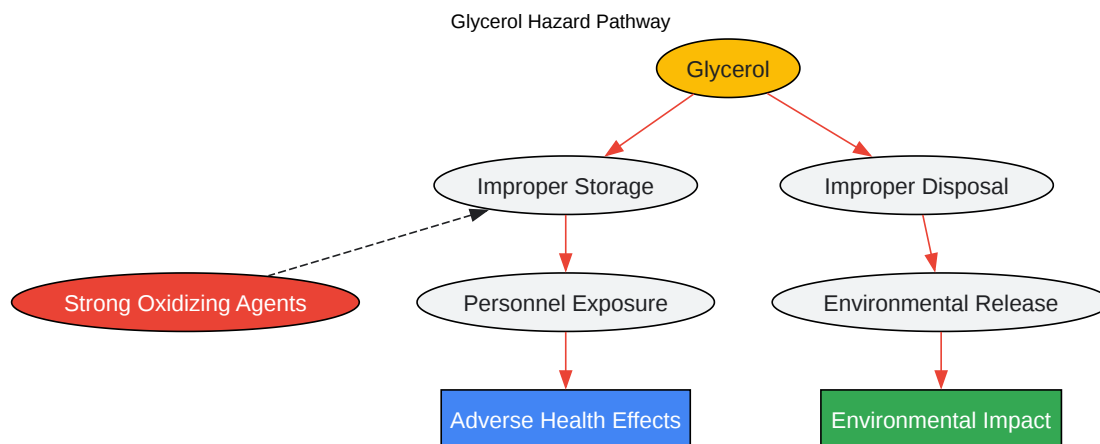 Glycerol Hazard Pathway
Glycerol
Improper Storage
Improper Disposal
Strong Oxidizing Agents
Personnel Exposure
Environmental Release
Adverse Health Effects
Environmental Impact